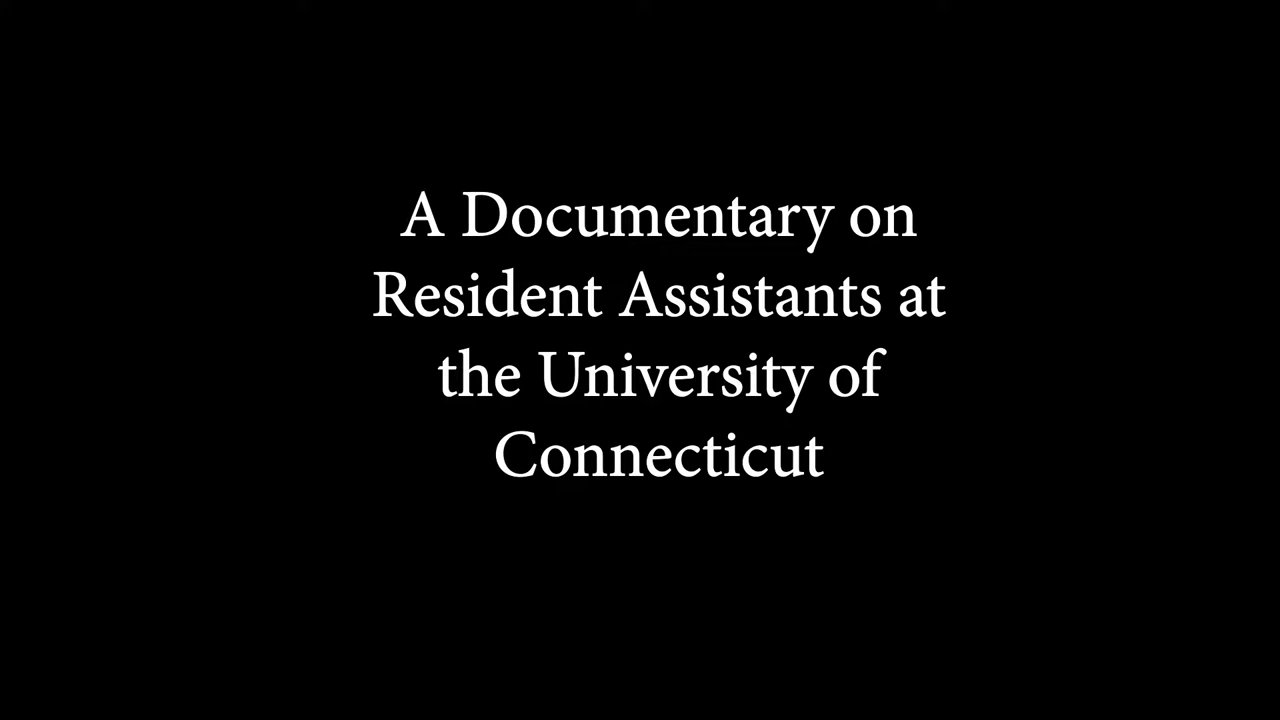 A Documentary on
Resident Assistants at
the University of
Connecticut